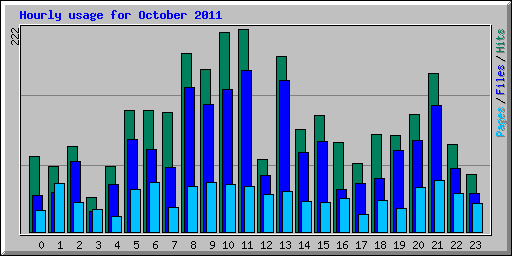 Hourly usage for October 2011
222
Pages / Files / Hits
0 1 2 3 4 5 6 7 8 9 10 11 12 13 14 15 16 17 18 19 20 21 22 23